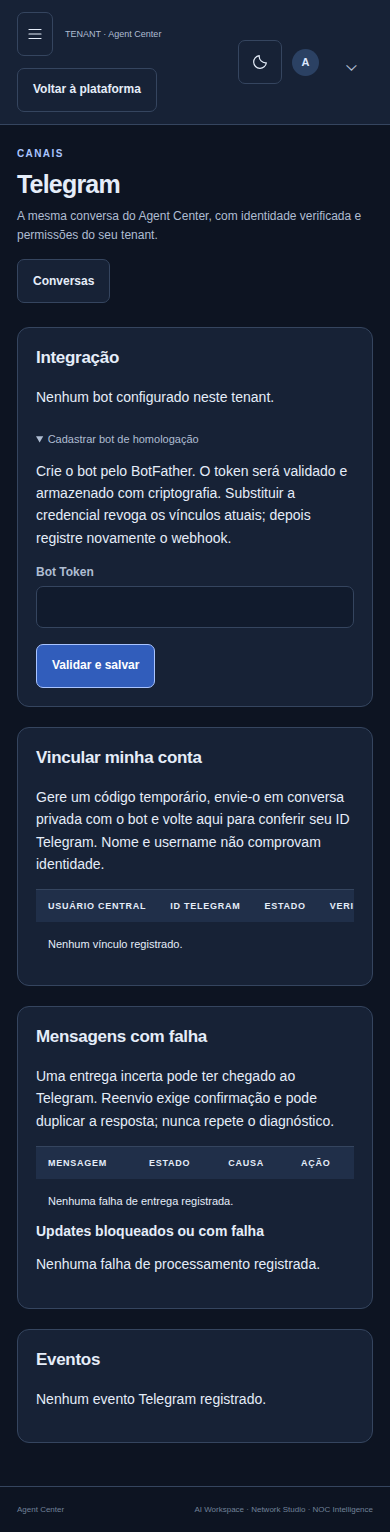 TENANT · Agent Center
Voltar à plataforma
A
CANAIS
Telegram
A mesma conversa do Agent Center, com identidade verificada e
permissões do seu tenant.
Conversas
Integração
Nenhum bot configurado neste tenant.
▼ Cadastrar bot de homologação
Crie o bot pelo BotFather. O token será validado e
armazenado com criptografia. Substituir a
credencial revoga os vínculos atuais; depois
registre novamente o webhook.
Bot Token
Validar e salvar
Vincular minha conta
Gere um código temporário, envie-o em conversa
privada com o bot e volte aqui para conferir seu ID
Telegram. Nome e username não comprovam
identidade.
USUÁRIO CENTRAL ID TELEGRAM ESTADO VERI
Nenhum vínculo registrado.
Mensagens com falha
Uma entrega incerta pode ter chegado ao
Telegram. Reenvio exige confirmação e pode
duplicar a resposta; nunca repete o diagnóstico.
MENSAGEM ESTADO CAUSA AÇÃO
Nenhuma falha de entrega registrada.
Updates bloqueados ou com falha
Nenhuma falha de processamento registrada.
Eventos
Nenhum evento Telegram registrado.
Agent Center AI Workspace · Network Studio · NOC Intelligence